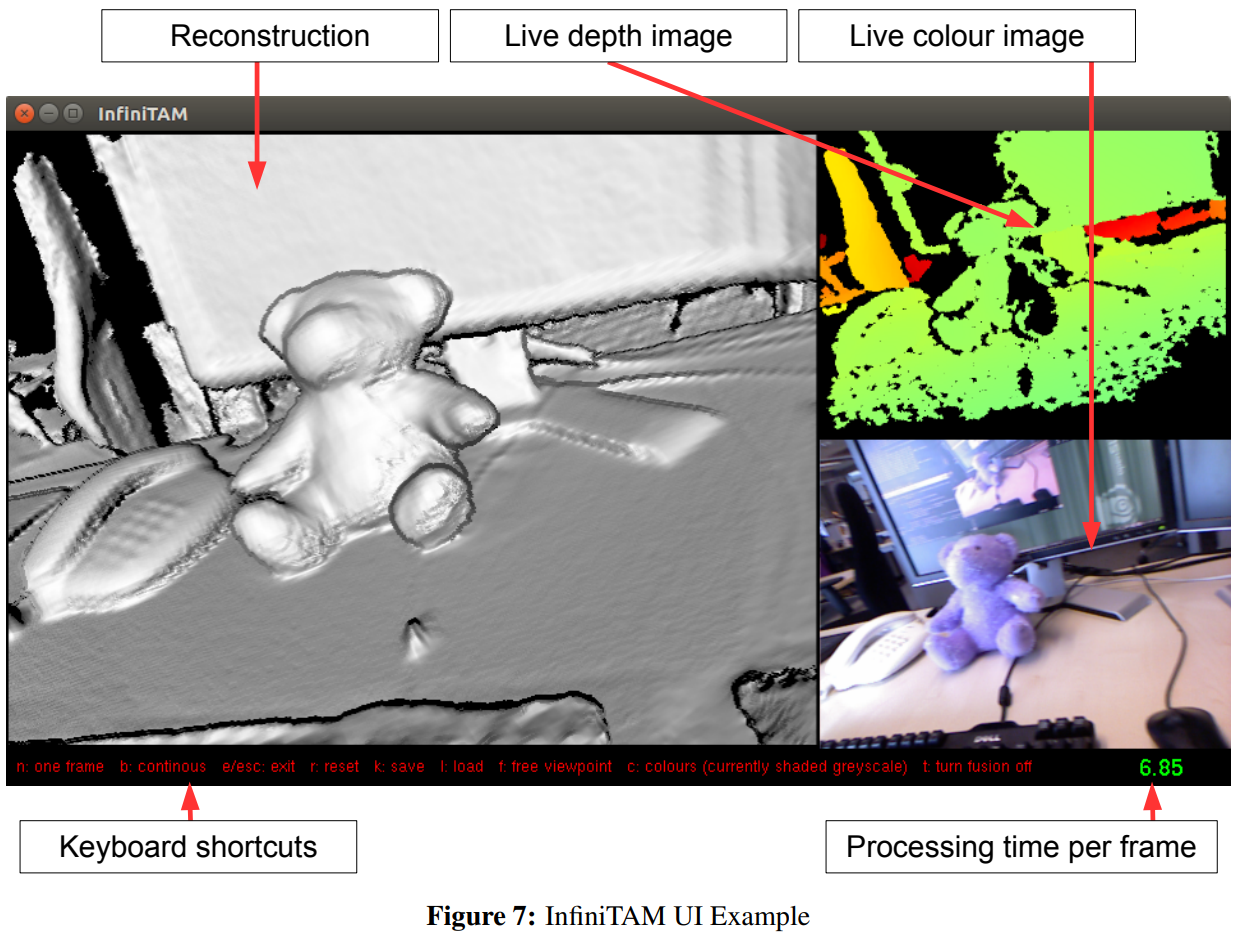 Reconstruction
Live depth image
Live colour image
InfiniTAM
n: one frame b: continous e/esc: exit r: reset k: save l: load f: free viewpoint c: colours (currently shaded greyscale) t: turn fusion off
6.85
DELL
Keyboard shortcuts
Processing time per frame
Figure 7: InfiniTAM UI Example